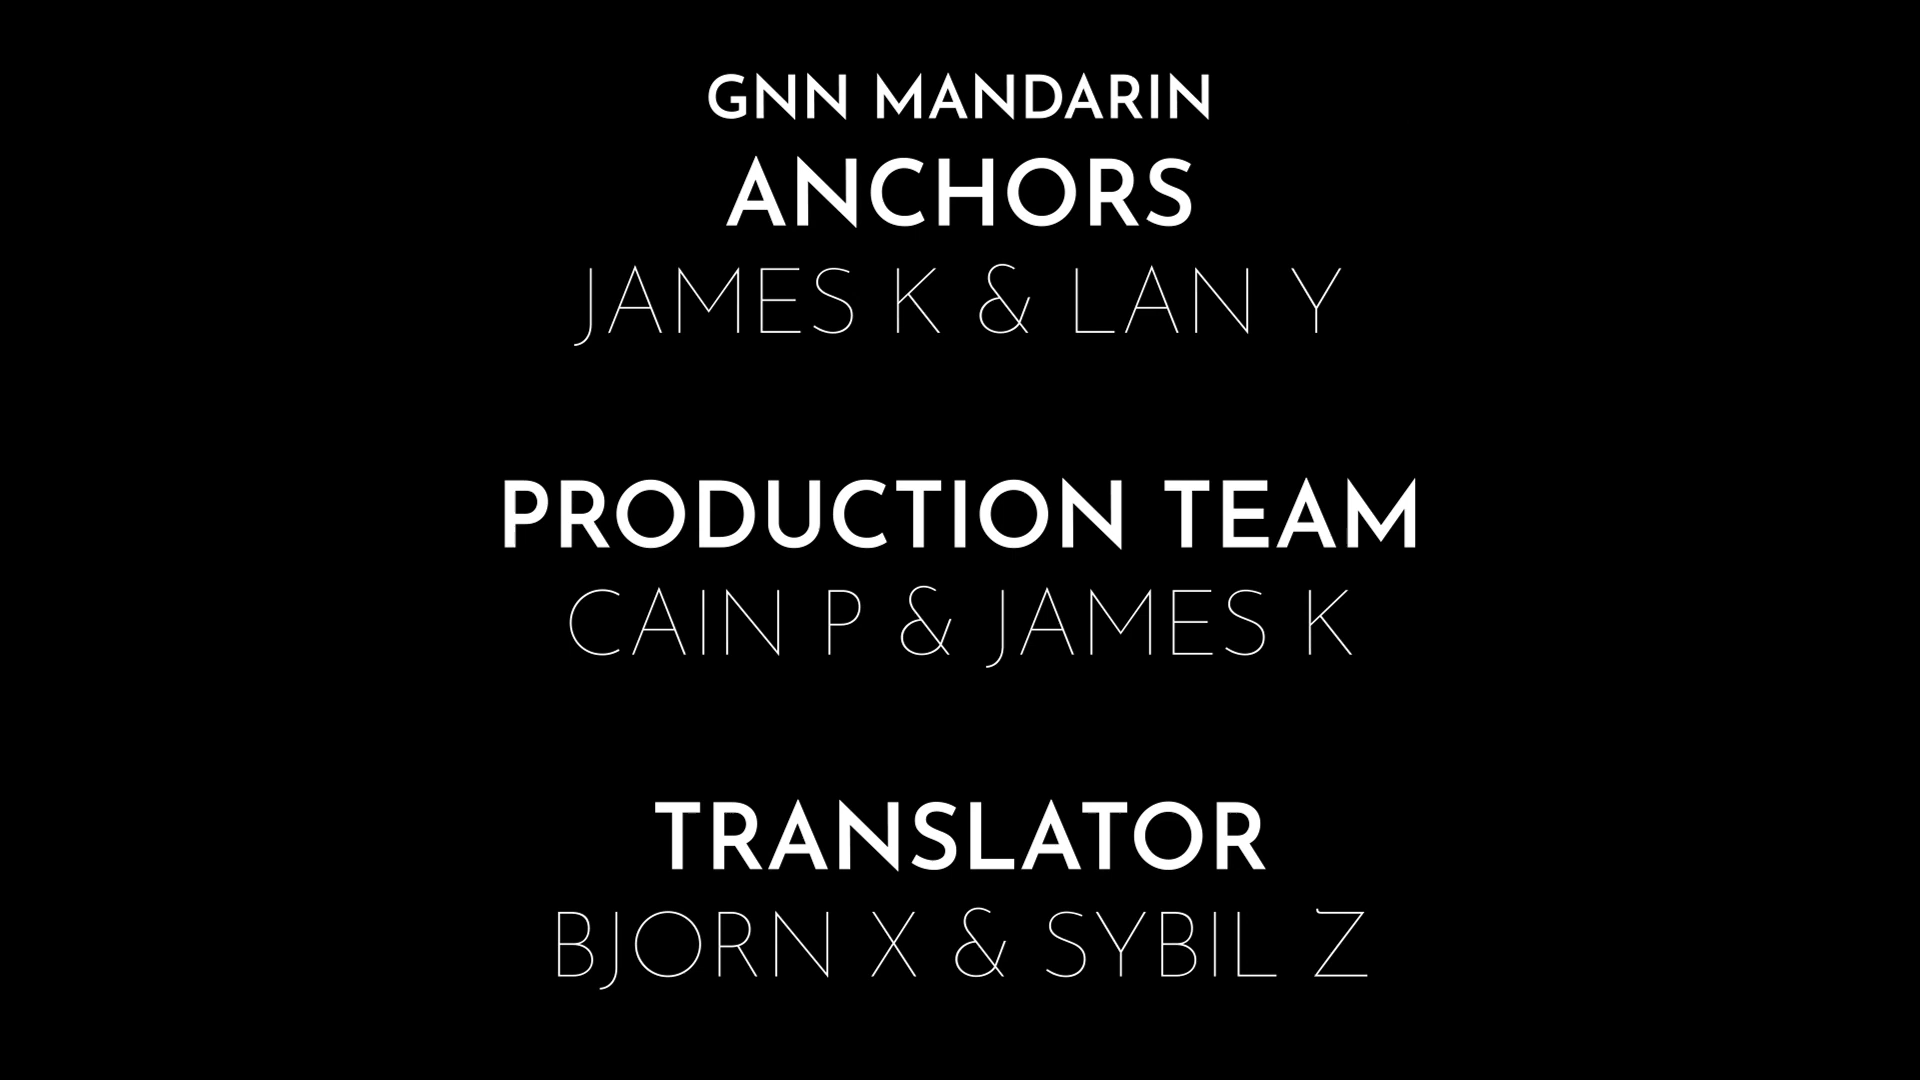 GNN MANDARIN
ANCHORS
JAMES K & LAN Y
PRODUCTION TEAM
CAIN P & JAMES K
TRANSLATOR
BJORN X & SYBIL Z